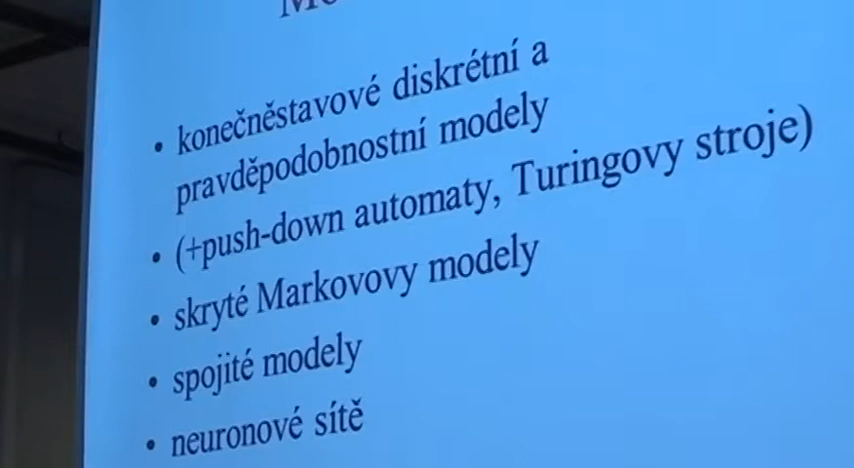 • konečněstavové diskrétní a
pravděpodobnostní modely
• (+push-down automaty, Turingovy stroje)
• skryté Markovovy modely
• spojité modely
• neuronové sítě